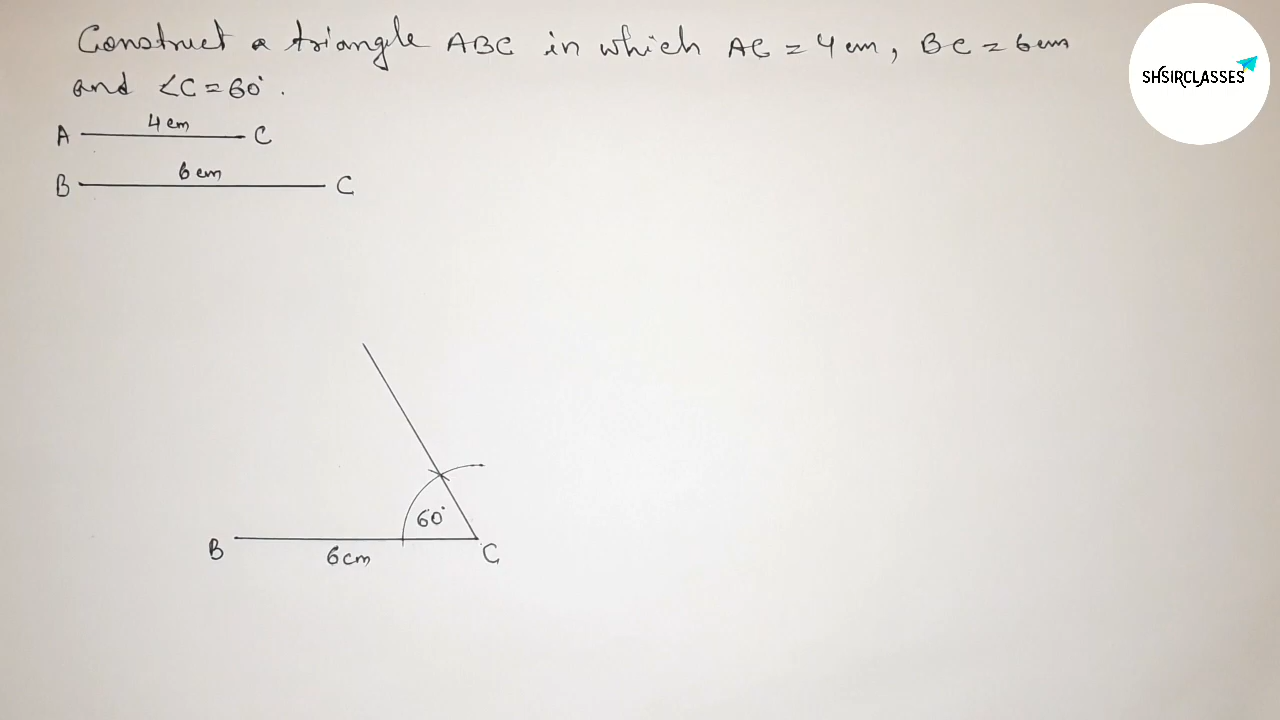 Construct a triangle ABC in which AC = 4 cm, BC = 6 cm
and ∠C = 60°.
A 4 cm C
B 6 cm C
60°
B 6cm C
SHSIRCLASSES